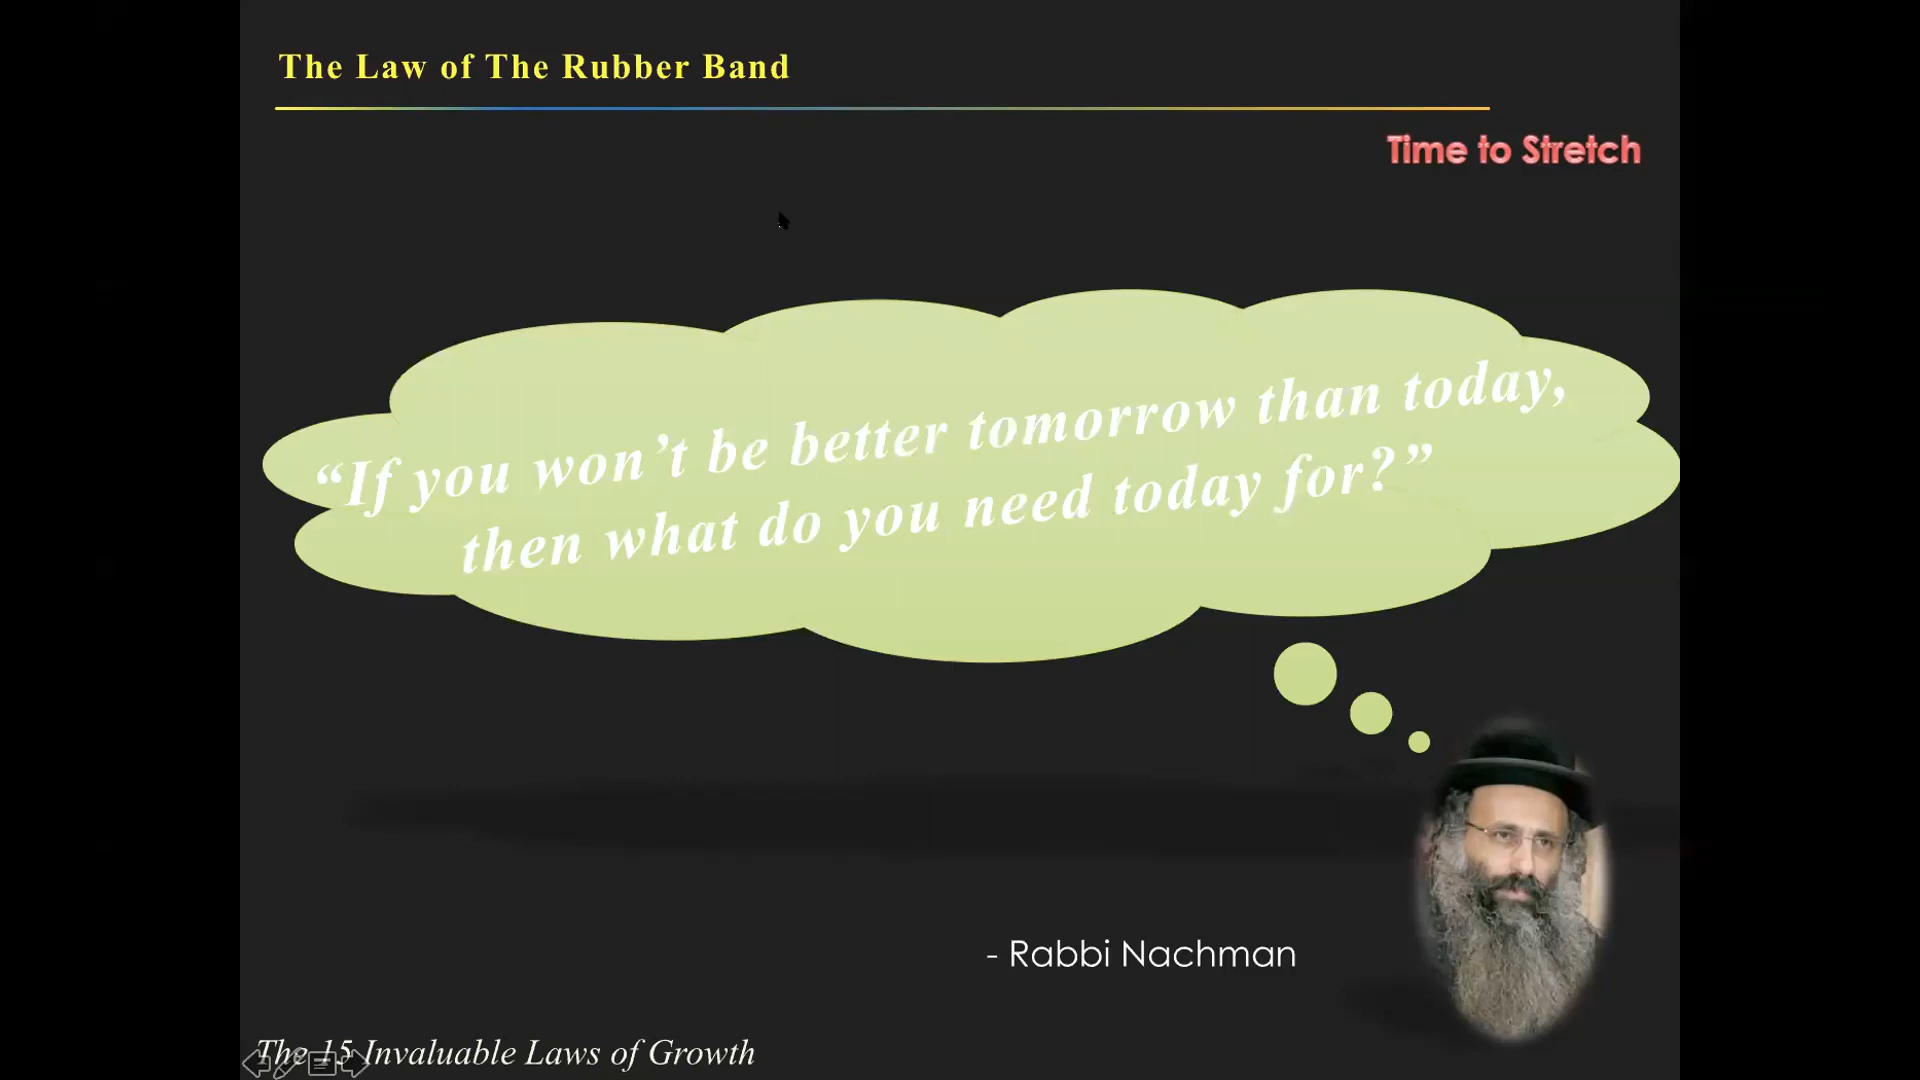 The Law of The Rubber Band
Time to Stretch
“If you won’t be better tomorrow than today,
then what do you need today for?”
- Rabbi Nachman
The 15 Invaluable Laws of Growth